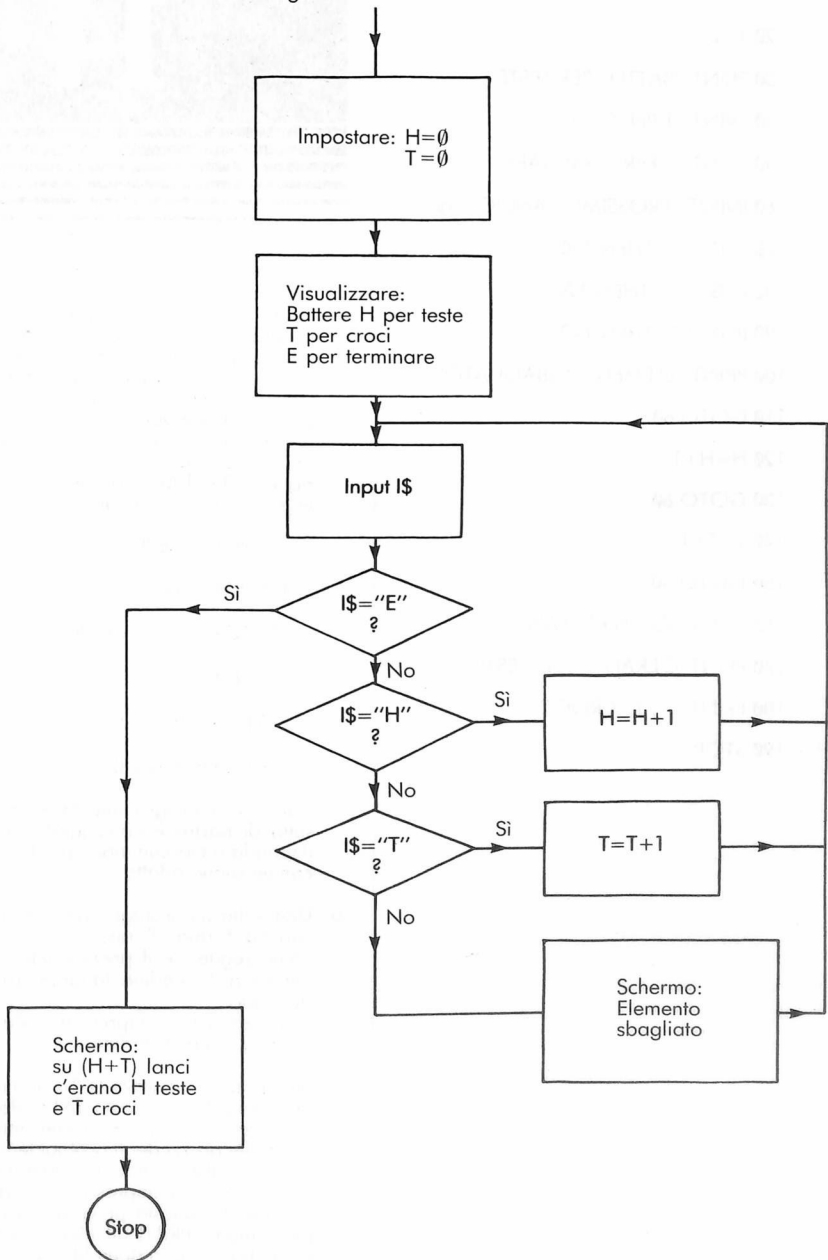 Impostare: H=Ø
T=Ø
Visualizzare:
Battere H per teste
T per croci
E per terminare
Input I$
I$="E"
?
Sì
No
I$="H"
?
Sì
H=H+1
No
I$="T"
?
Sì
T=T+1
No
Schermo:
Elemento
sbagliato
Schermo:
su (H+T) lanci
c'erano H teste
e T croci
Stop